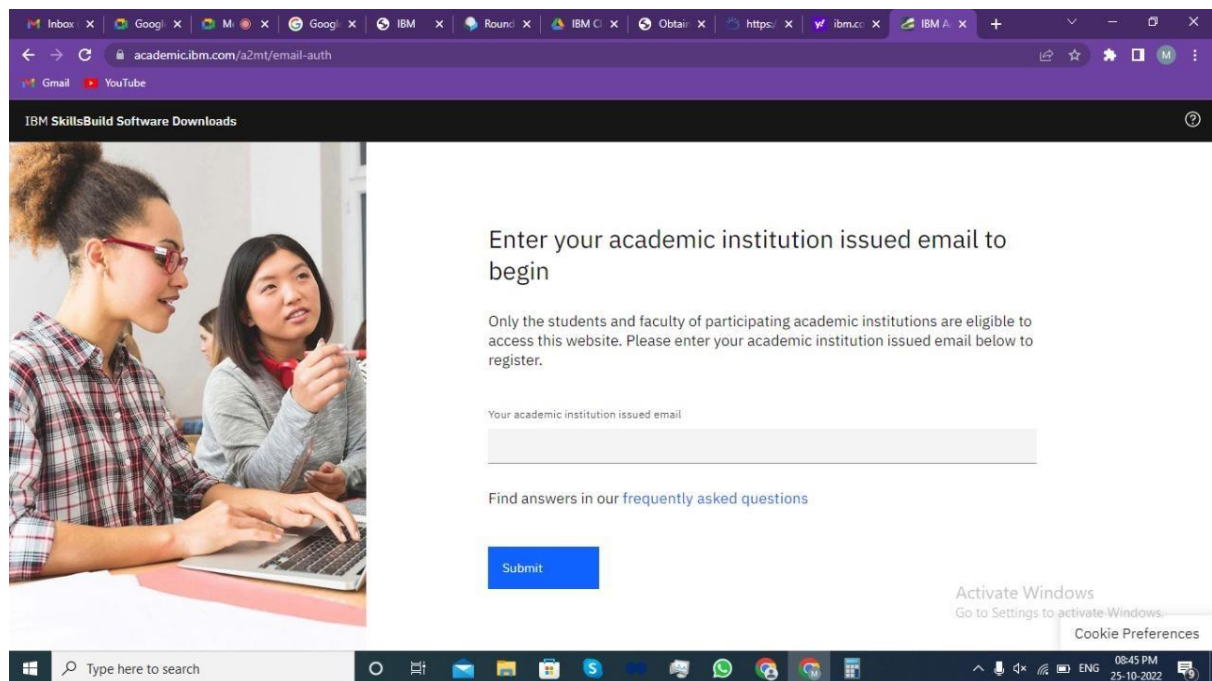 Inbox
Googl
M
Googl
IBM
Round
IBM Cl
Obtain
https:/
ibm.co
IBM A
academic.ibm.com/a2mt/email-auth
M
Gmail
YouTube
IBM SkillsBuild Software Downloads
Enter your academic institution issued email to
begin
Only the students and faculty of participating academic institutions are eligible to
access this website. Please enter your academic institution issued email below to
register.
Your academic institution issued email
Find answers in our frequently asked questions
Submit
Activate Windows
Go to Settings to activate Windows.
Cookie Preferences
Type here to search
ENG
08:45 PM
25-10-2022